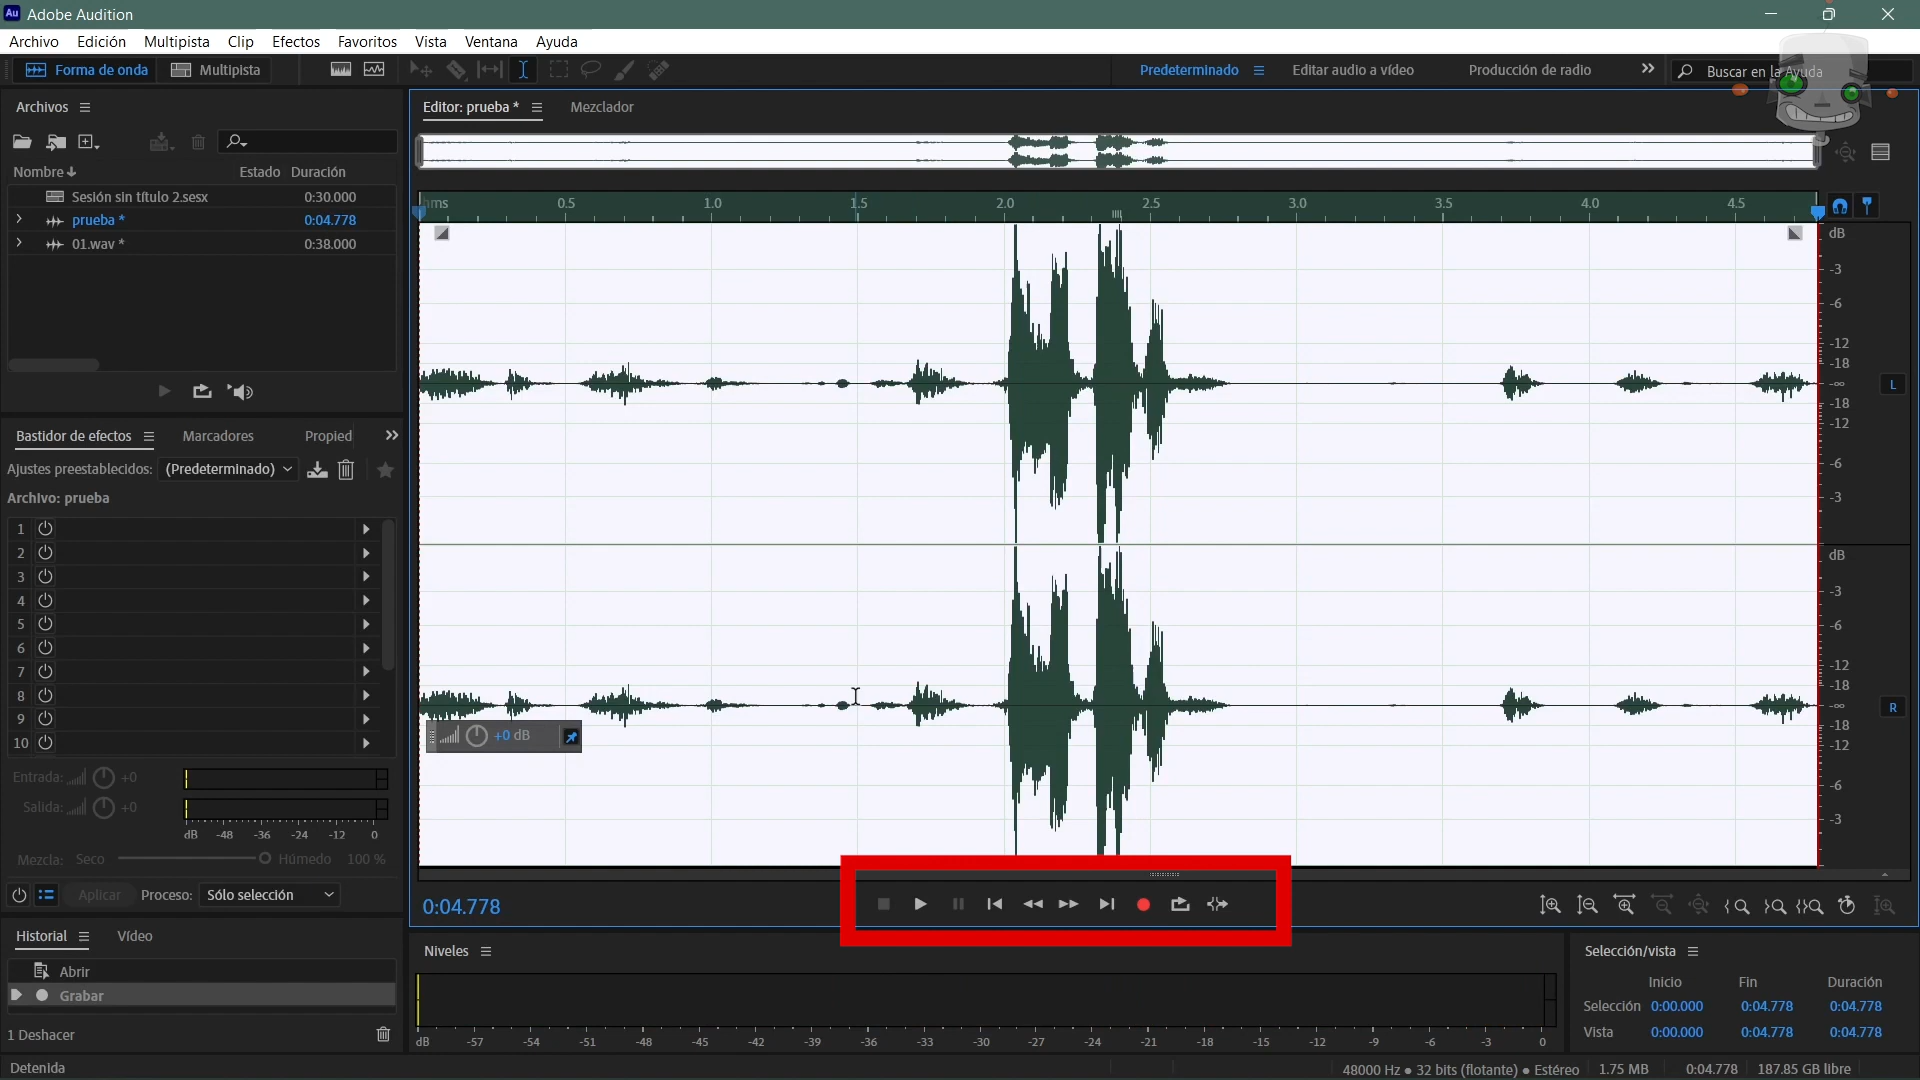 Au Adobe Audition
Archivo Edición Multipista Clip Efectos Favoritos Vista Ventana Ayuda
Forma de onda Multipista Predeterminado Editar audio a vídeo Producción de radio Buscar en la Ayuda
Archivos
Nombre Estado Duración
Sesión sin título 2.sesx 0:30.000
prueba * 0:04.778
01.wav * 0:38.000
Editor: prueba * Mezclador
hms 0.5 1.0 1.5 2.0 2.5 3.0 3.5 4.0 4.5
dB
-3
-6
-12
-18
-∞
-18
-12
-6
-3
L
dB
-3
-6
-12
-18
-∞
-18
-12
-6
-3
R
+0 dB
Bastidor de efectos Marcadores Propied
Ajustes preestablecidos: (Predeterminado)
Archivo: prueba
1
2
3
4
5
6
7
8
9
10
Entrada: +0
Salida: +0
dB -48 -36 -24 -12 0
Mezcla: Seco Húmedo 100 %
Aplicar Proceso: Sólo selección
0:04.778
Historial Vídeo
Abrir
Grabar
1 Deshacer
Niveles
dB -57 -54 -51 -48 -45 -42 -39 -36 -33 -30 -27 -24 -21 -18 -15 -12 -9 -6 -3 0
Selección/vista
Inicio Fin Duración
Selección 0:00.000 0:04.778 0:04.778
Vista 0:00.000 0:04.778 0:04.778
Detenida 48000 Hz ● 32 bits (flotante) ● Estéreo 1.75 MB 0:04.778 187.85 GB libre